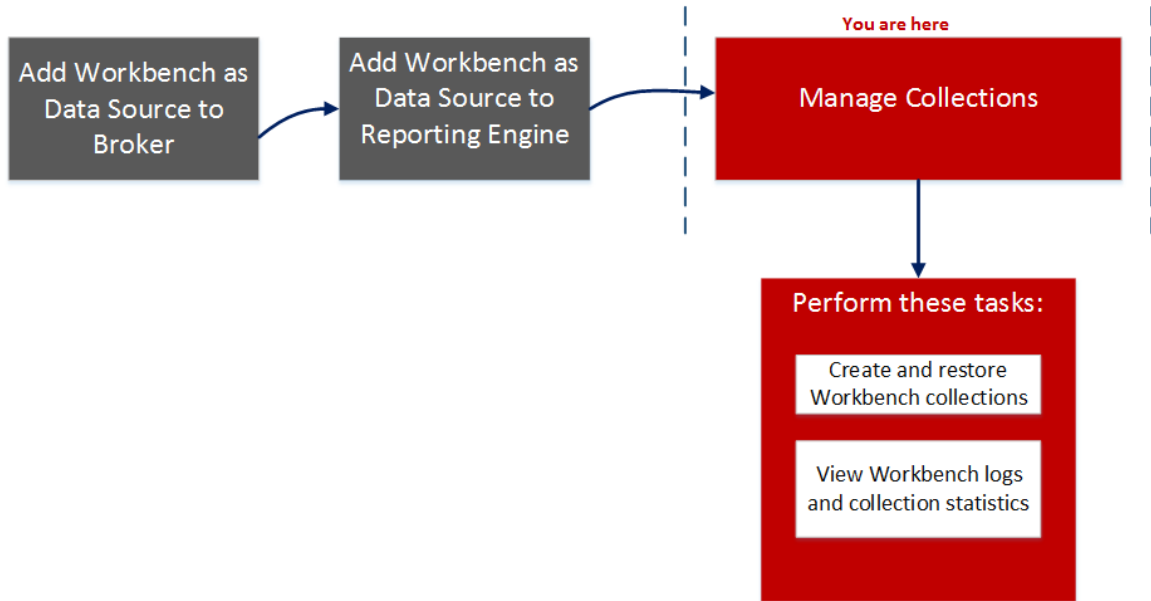 You are here
Add Workbench as
Data Source to
Broker
Add Workbench as
Data Source to
Reporting Engine
Manage Collections
Perform these tasks:
Create and restore
Workbench collections
View Workbench logs
and collection statistics